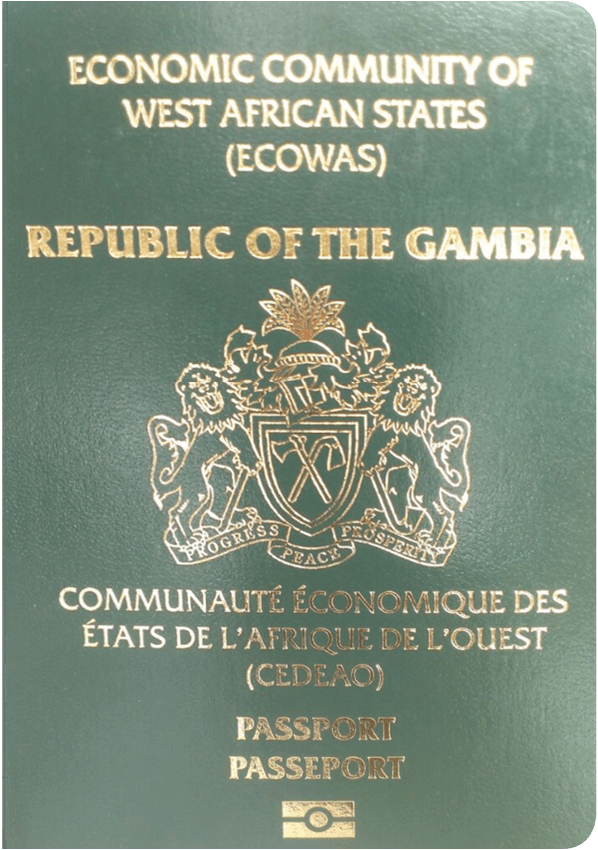 ECONOMIC COMMUNITY OF
WEST AFRICAN STATES
(ECOWAS)
REPUBLIC OF THE GAMBIA
PROGRESS
PEACE
PROSPERITY
COMMUNAUTÉ ÉCONOMIQUE DES
ÉTATS DE L'AFRIQUE DE L'OUEST
(CEDEAO)
PASSPORT
PASSEPORT